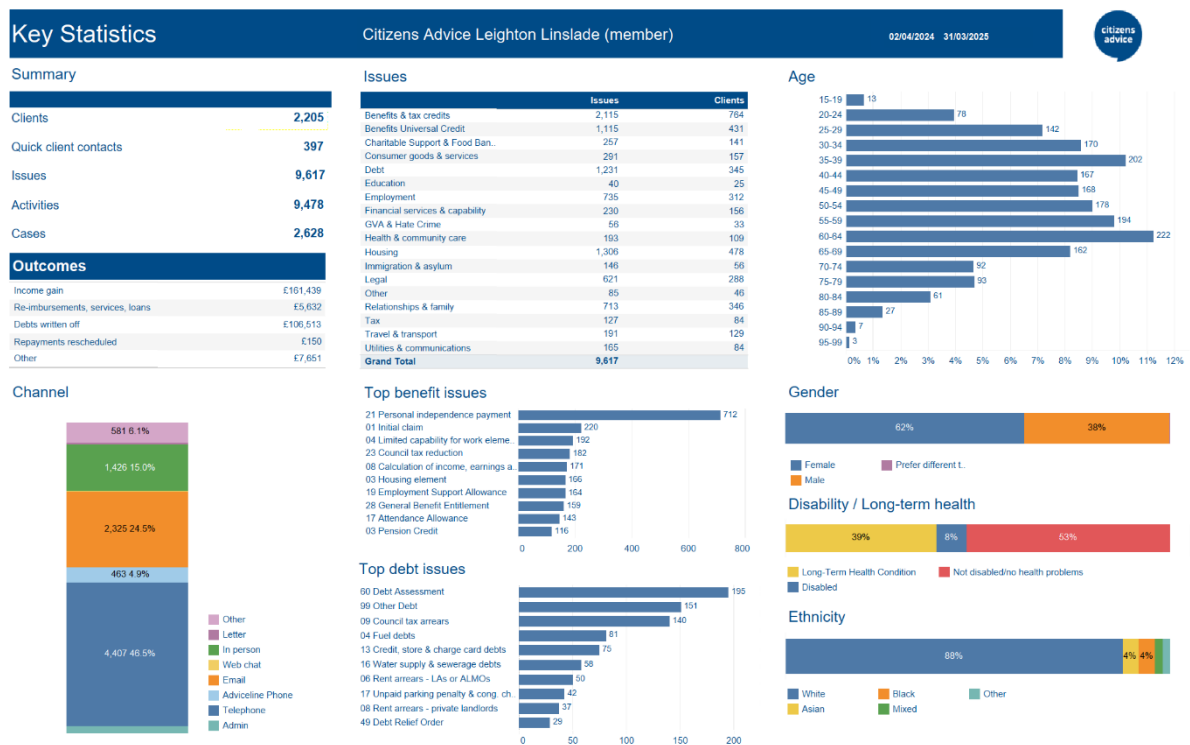 Key Statistics
Citizens Advice Leighton Linslade (member)
02/04/2024 31/03/2025
citizens
advice
Summary
Clients 2,205
Quick client contacts 397
Issues 9,617
Activities 9,478
Cases 2,628
Outcomes
Income gain £161,439
Re-imbursements, services, loans £5,632
Debts written off £106,513
Repayments rescheduled £150
Other £7,651
Issues
Issues Clients
Benefits & tax credits 2,115 764
Benefits Universal Credit 1,115 431
Charitable Support & Food Ban.. 257 141
Consumer goods & services 291 157
Debt 1,231 345
Education 40 25
Employment 735 312
Financial services & capability 230 156
GVA & Hate Crime 56 33
Health & community care 193 109
Housing 1,306 478
Immigration & asylum 146 56
Legal 621 288
Other 85 46
Relationships & family 713 346
Tax 127 84
Travel & transport 191 129
Utilities & communications 165 84
Grand Total 9,617
Age
15-19 13
20-24 78
25-29 142
30-34 170
35-39 202
40-44 167
45-49 168
50-54 178
55-59 194
60-64 222
65-69 162
70-74 92
75-79 93
80-84 61
85-89 27
90-94 7
95-99 3
0% 1% 2% 3% 4% 5% 6% 7% 8% 9% 10% 11% 12%
Channel
581 6.1%
1,426 15.0%
2,325 24.5%
463 4.9%
4,407 46.5%
Other
Letter
In person
Web chat
Email
Adviceline Phone
Telephone
Admin
Top benefit issues
21 Personal independence payment 712
01 Initial claim 220
04 Limited capability for work eleme.. 192
23 Council tax reduction 182
08 Calculation of income, earnings a.. 171
03 Housing element 166
19 Employment Support Allowance 164
28 General Benefit Entitlement 159
17 Attendance Allowance 143
03 Pension Credit 116
0 200 400 600 800
Top debt issues
60 Debt Assessment 195
99 Other Debt 151
09 Council tax arrears 140
04 Fuel debts 81
13 Credit, store & charge card debts 75
16 Water supply & sewerage debts 58
06 Rent arrears - LAs or ALMOs 50
17 Unpaid parking penalty & cong. ch.. 42
08 Rent arrears - private landlords 37
49 Debt Relief Order 29
0 50 100 150 200
Gender
62% 38%
Female Prefer different t..
Male
Disability / Long-term health
39% 8% 53%
Long-Term Health Condition Not disabled/no health problems
Disabled
Ethnicity
88% 4% 4%
White Black Other
Asian Mixed